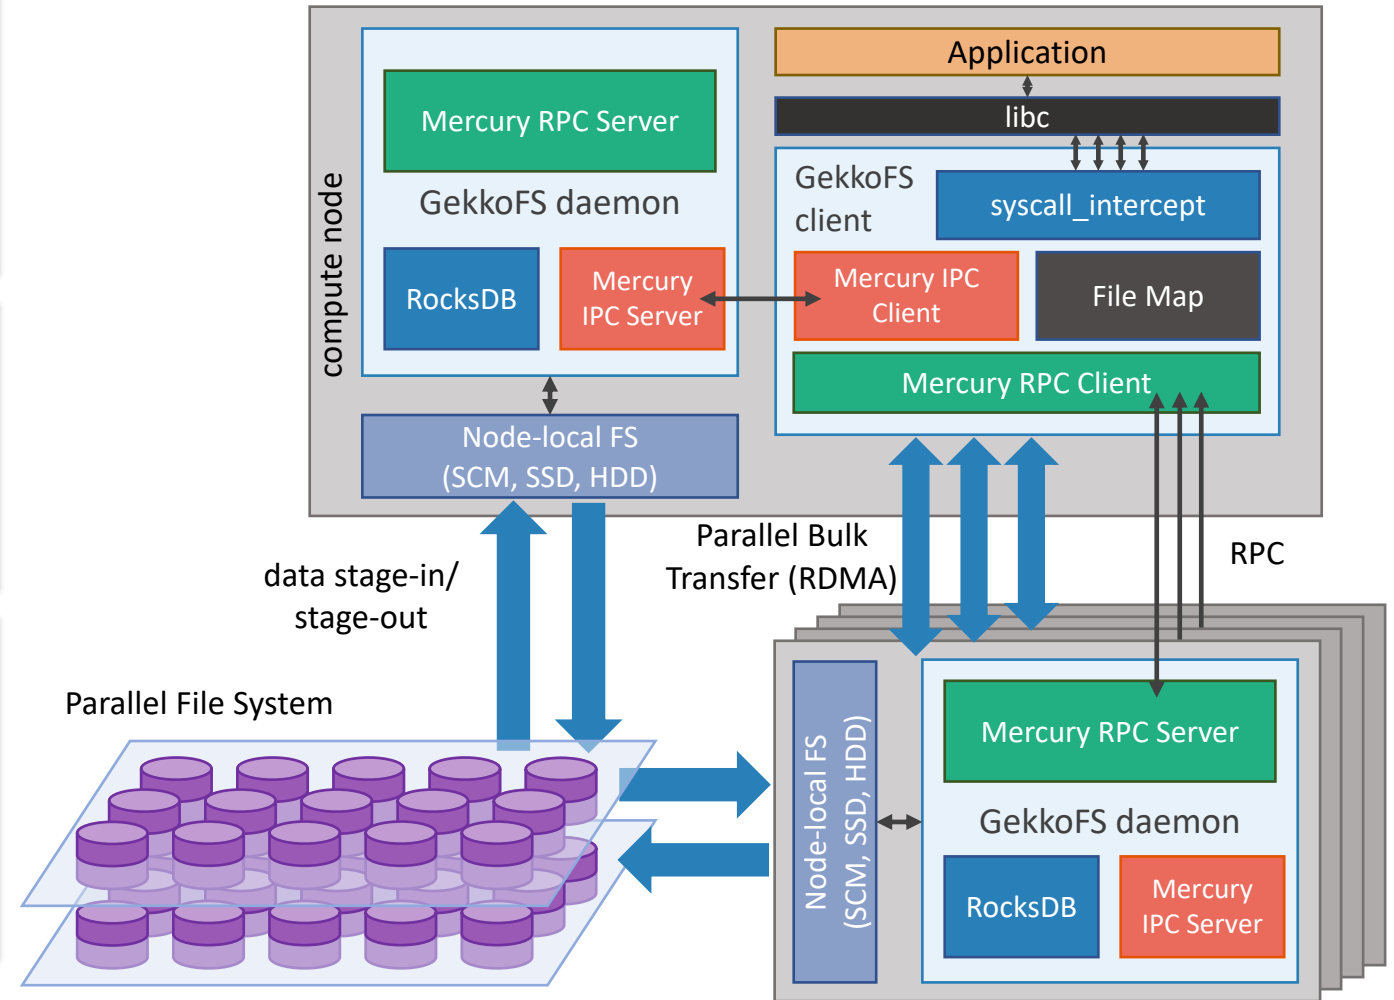 compute node
Mercury RPC Server
GekkoFS daemon
RocksDB
Mercury
IPC Server
Node-local FS
(SCM, SSD, HDD)
Application
libc
GekkoFS
client
syscall_intercept
Mercury IPC
Client
File Map
Mercury RPC Client
data stage-in/
stage-out
Parallel Bulk
Transfer (RDMA)
RPC
Parallel File System
Node-local FS
(SCM, SSD, HDD)
Mercury RPC Server
GekkoFS daemon
RocksDB
Mercury
IPC Server